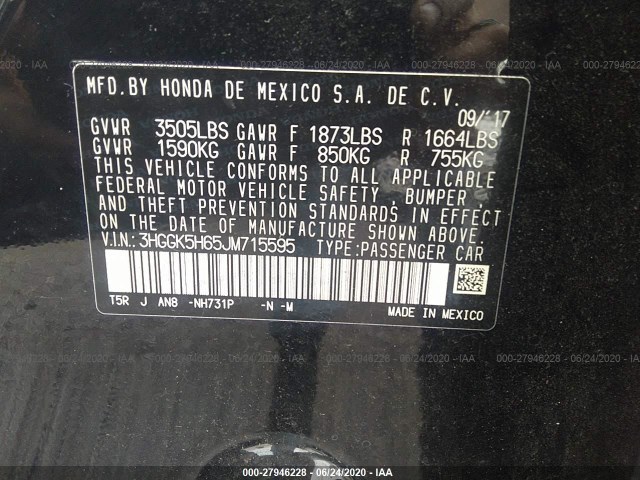 MFD.BY HONDA DE MEXICO S.A. DE C.V.
09/17
GVWR 3505LBS GAWR F 1873LBS R 1664LBS
GVWR 1590KG GAWR F 850KG R 755KG
THIS VEHICLE CONFORMS TO ALL APPLICABLE
FEDERAL MOTOR VEHICLE SAFETY, BUMPER,
AND THEFT PREVENTION STANDARDS IN EFFECT
ON THE DATE OF MANUFACTURE SHOWN ABOVE.
V.I.N.: 3HGGK5H65JM715595 TYPE:PASSENGER CAR
T5R J AN8 -NH731P -N -M
MADE IN MEXICO
000-27946228 - 06/24/2020 - IAA